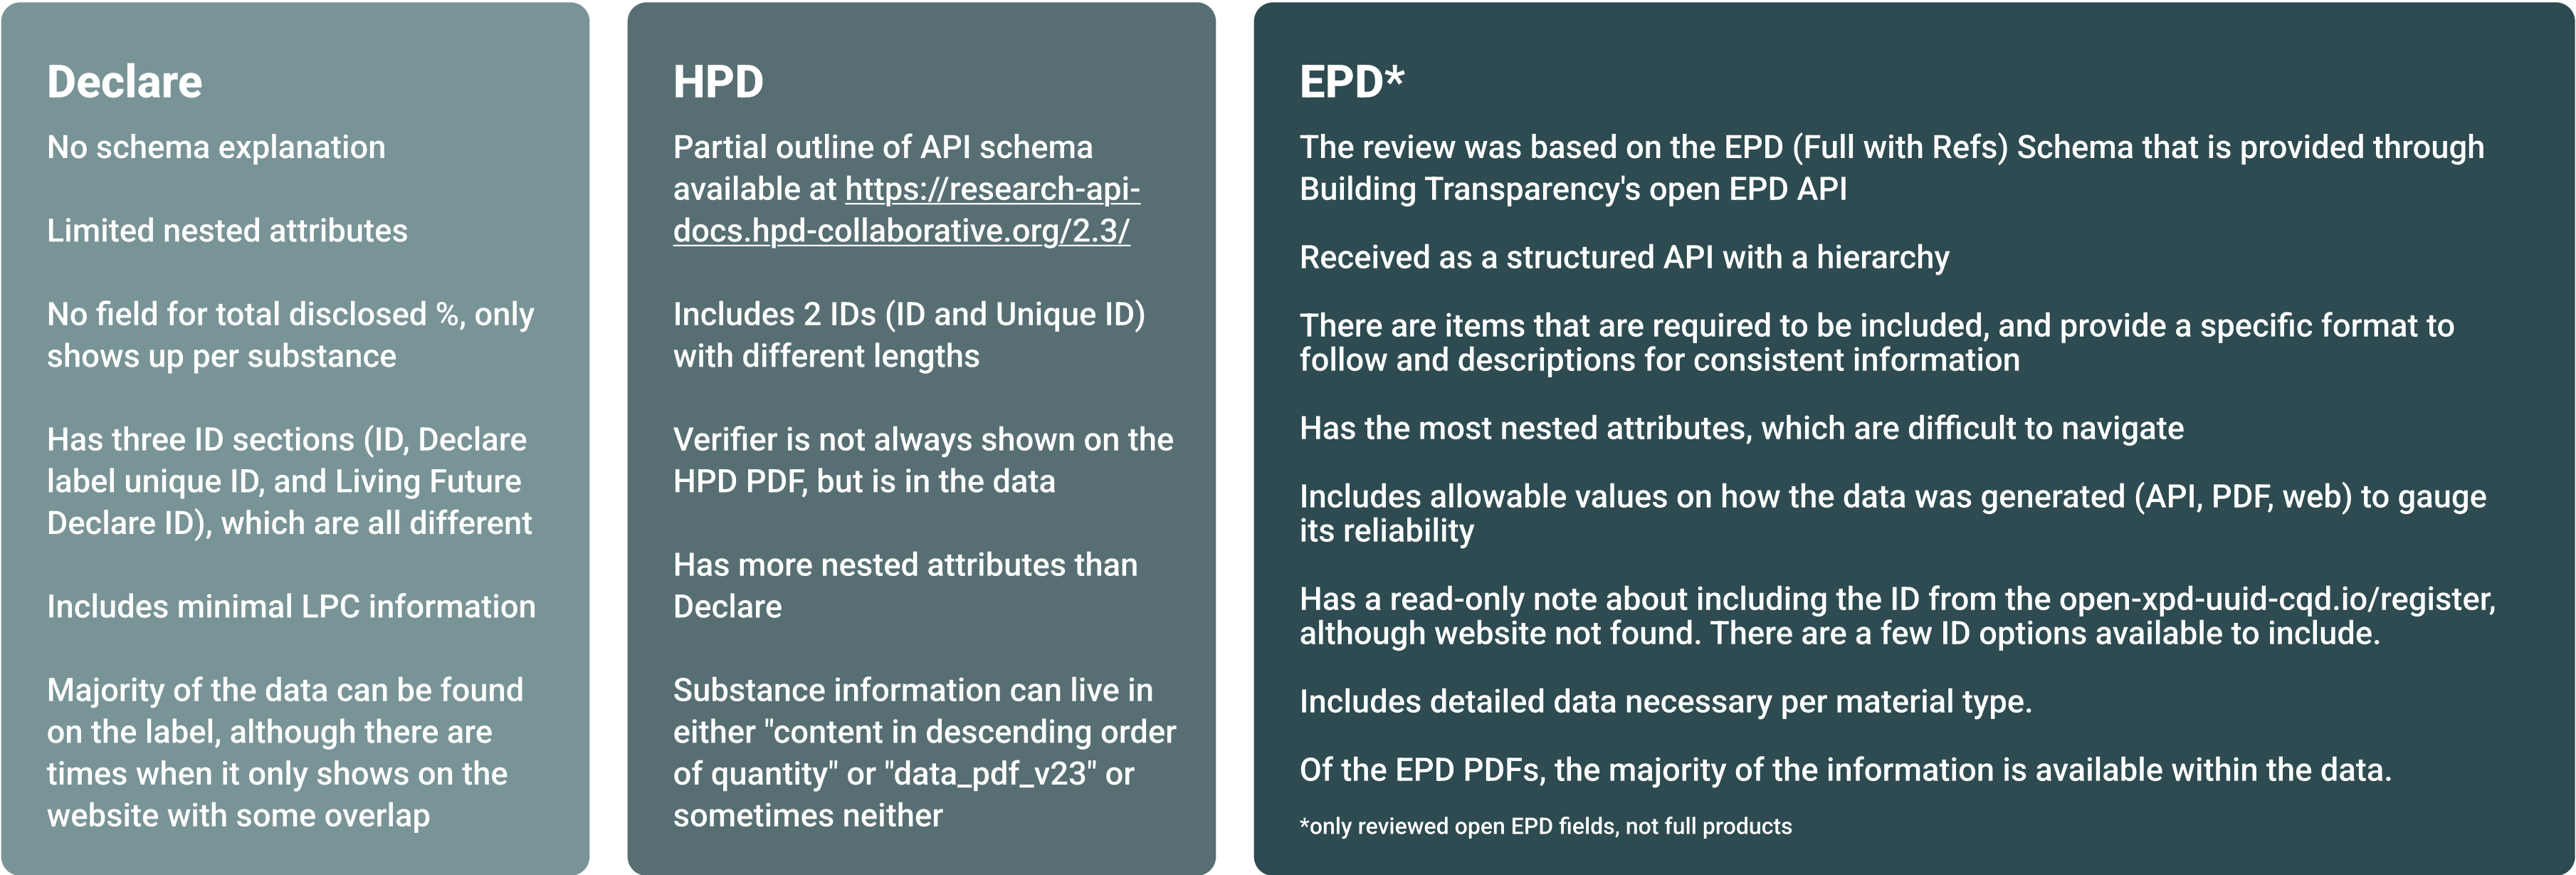 Declare
No schema explanation
Limited nested attributes
No field for total disclosed %, only
shows up per substance
Has three ID sections (ID, Declare
label unique ID, and Living Future
Declare ID), which are all different
Includes minimal LPC information
Majority of the data can be found
on the label, although there are
times when it only shows on the
website with some overlap
HPD
Partial outline of API schema
available at https://research-api-
docs.hpd-collaborative.org/2.3/
Includes 2 IDs (ID and Unique ID)
with different lengths
Verifier is not always shown on the
HPD PDF, but is in the data
Has more nested attributes than
Declare
Substance information can live in
either "content in descending order
of quantity" or "data_pdf_v23" or
sometimes neither
EPD*
The review was based on the EPD (Full with Refs) Schema that is provided through
Building Transparency's open EPD API
Received as a structured API with a hierarchy
There are items that are required to be included, and provide a specific format to
follow and descriptions for consistent information
Has the most nested attributes, which are difficult to navigate
Includes allowable values on how the data was generated (API, PDF, web) to gauge
its reliability
Has a read-only note about including the ID from the open-xpd-uuid-cqd.io/register,
although website not found. There are a few ID options available to include.
Includes detailed data necessary per material type.
Of the EPD PDFs, the majority of the information is available within the data.
*only reviewed open EPD fields, not full products